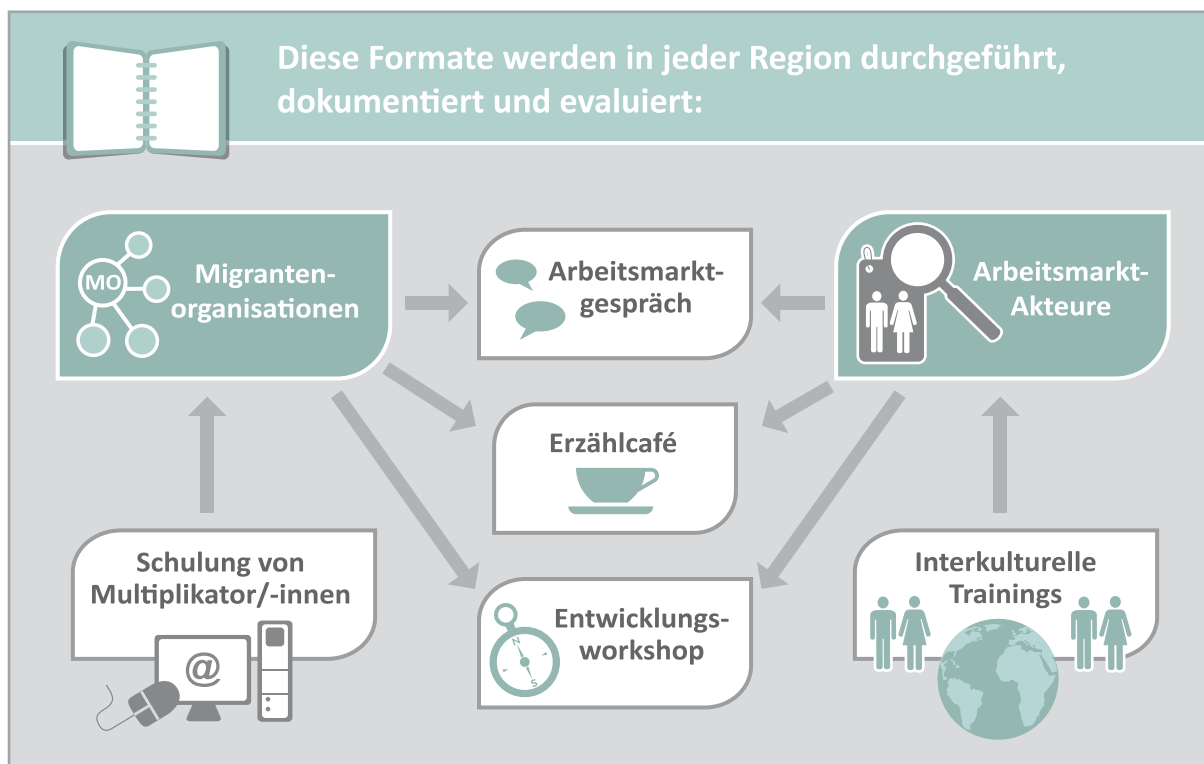 Diese Formate werden in jeder Region durchgeführt,
dokumentiert und evaluiert:
MO
Migranten-
organisationen
Arbeitsmarkt-
gespräch
Arbeitsmarkt-
Akteure
Erzählcafé
Schulung von
Multiplikator/-innen
@
Entwicklungs-
workshop
N
S
Interkulturelle
Trainings